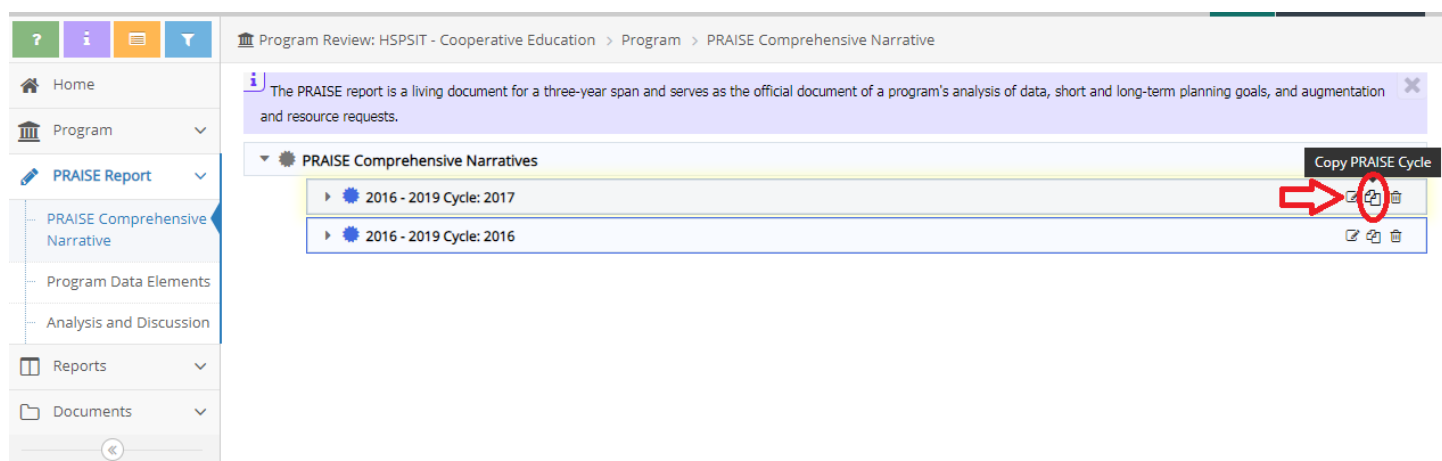 ? i
Program Review: HSPSIT - Cooperative Education > Program > PRAISE Comprehensive Narrative
Home
Program
PRAISE Report
PRAISE Comprehensive
Narrative
Program Data Elements
Analysis and Discussion
Reports
Documents
i The PRAISE report is a living document for a three-year span and serves as the official document of a program's analysis of data, short and long-term planning goals, and augmentation
and resource requests.
PRAISE Comprehensive Narratives
Copy PRAISE Cycle
2016 - 2019 Cycle: 2017
2016 - 2019 Cycle: 2016